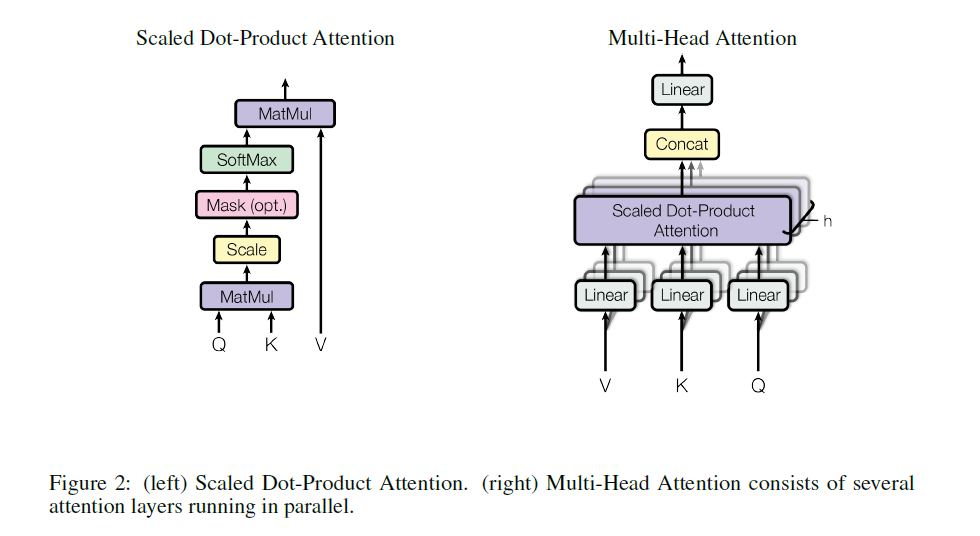 Scaled Dot-Product Attention
MatMul
SoftMax
Mask (opt.)
Scale
MatMul
Q K V
Multi-Head Attention
Linear
Concat
Scaled Dot-Product
Attention
h
Linear Linear Linear
V K Q
Figure 2: (left) Scaled Dot-Product Attention. (right) Multi-Head Attention consists of several
attention layers running in parallel.